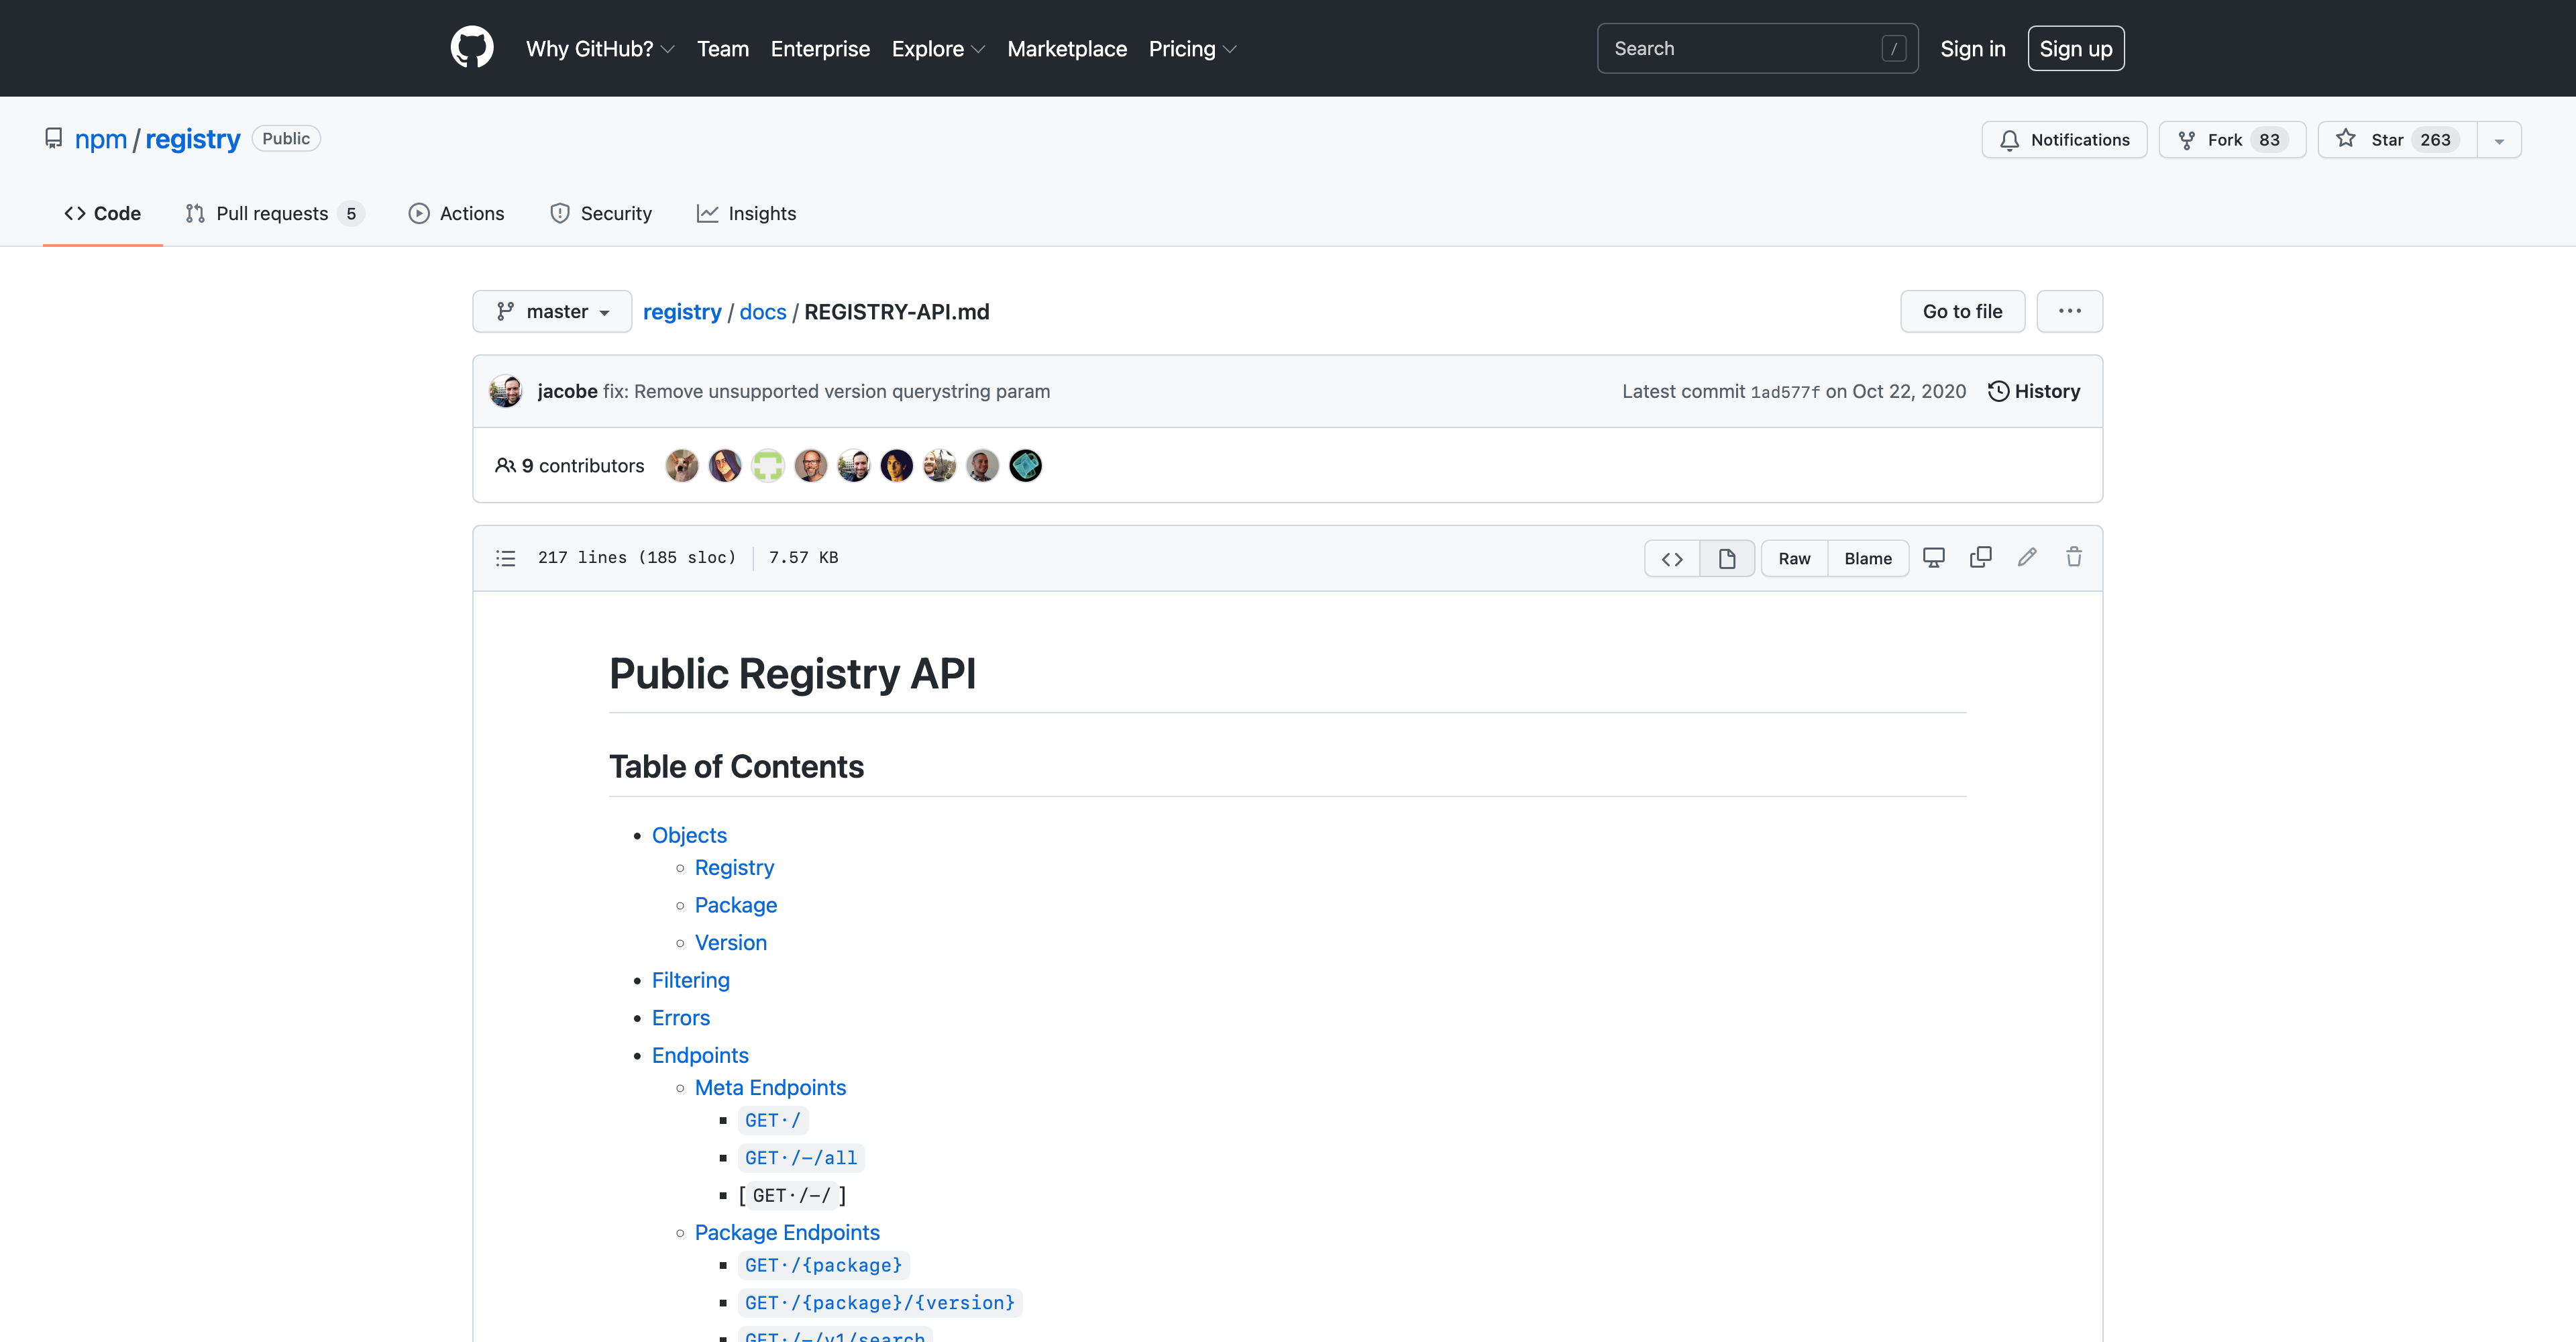 Why GitHub? Team Enterprise Explore Marketplace Pricing Search / Sign in Sign up
npm / registry Public Notifications Fork 83 Star 263
Code Pull requests 5 Actions Security Insights
master registry / docs / REGISTRY-API.md Go to file ...
jacobe fix: Remove unsupported version querystring param Latest commit 1ad577f on Oct 22, 2020 History
9 contributors
217 lines (185 sloc) 7.57 KB <> Raw Blame
Public Registry API
Table of Contents
Objects
Registry
Package
Version
Filtering
Errors
Endpoints
Meta Endpoints
GET·/
GET·/-/all
[GET·/-/]
Package Endpoints
GET·/{package}
GET·/{package}/{version}
GET·/-/v1/search